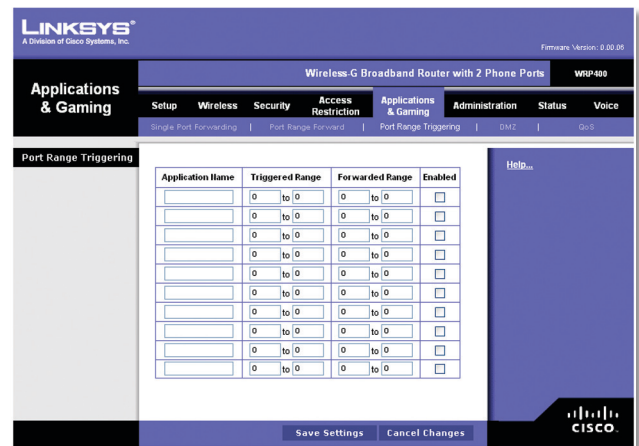 LINKSYS®
A Division of Cisco Systems, Inc.
Firmware Version: 0.00.06
Wireless-G Broadband Router with 2 Phone Ports WRP400
Applications & Gaming
Setup Wireless Security Access Restriction Applications & Gaming Administration Status Voice
Single Port Forwarding | Port Range Forward | Port Range Triggering | DMZ | QoS
Port Range Triggering
Help...
Application Name Triggered Range Forwarded Range Enabled
0 to 0 0 to 0
0 to 0 0 to 0
0 to 0 0 to 0
0 to 0 0 to 0
0 to 0 0 to 0
0 to 0 0 to 0
0 to 0 0 to 0
0 to 0 0 to 0
0 to 0 0 to 0
0 to 0 0 to 0
Save Settings Cancel Changes
CISCO.